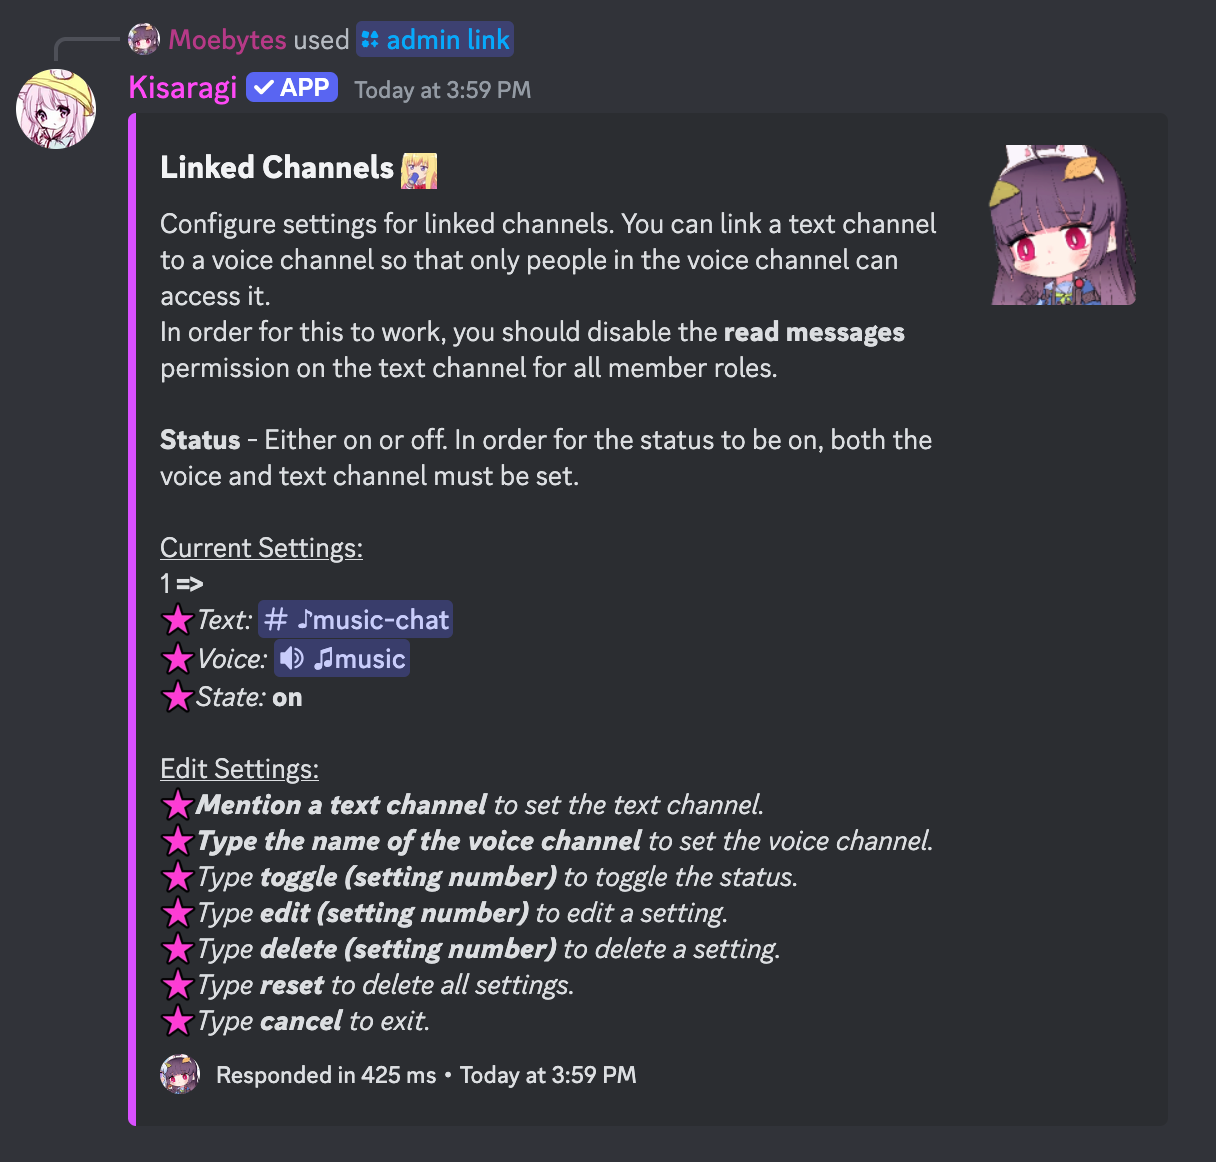 Moebytes used admin link
Kisaragi ✓ APP Today at 3:59 PM
Linked Channels
Configure settings for linked channels. You can link a text channel
to a voice channel so that only people in the voice channel can
access it.
In order for this to work, you should disable the read messages
permission on the text channel for all member roles.
Status - Either on or off. In order for the status to be on, both the
voice and text channel must be set.
Current Settings:
1 =>
★Text: # ♪music-chat
★Voice: 🔊 ♫music
★State: on
Edit Settings:
★Mention a text channel to set the text channel.
★Type the name of the voice channel to set the voice channel.
★Type toggle (setting number) to toggle the status.
★Type edit (setting number) to edit a setting.
★Type delete (setting number) to delete a setting.
★Type reset to delete all settings.
★Type cancel to exit.
Responded in 425 ms • Today at 3:59 PM